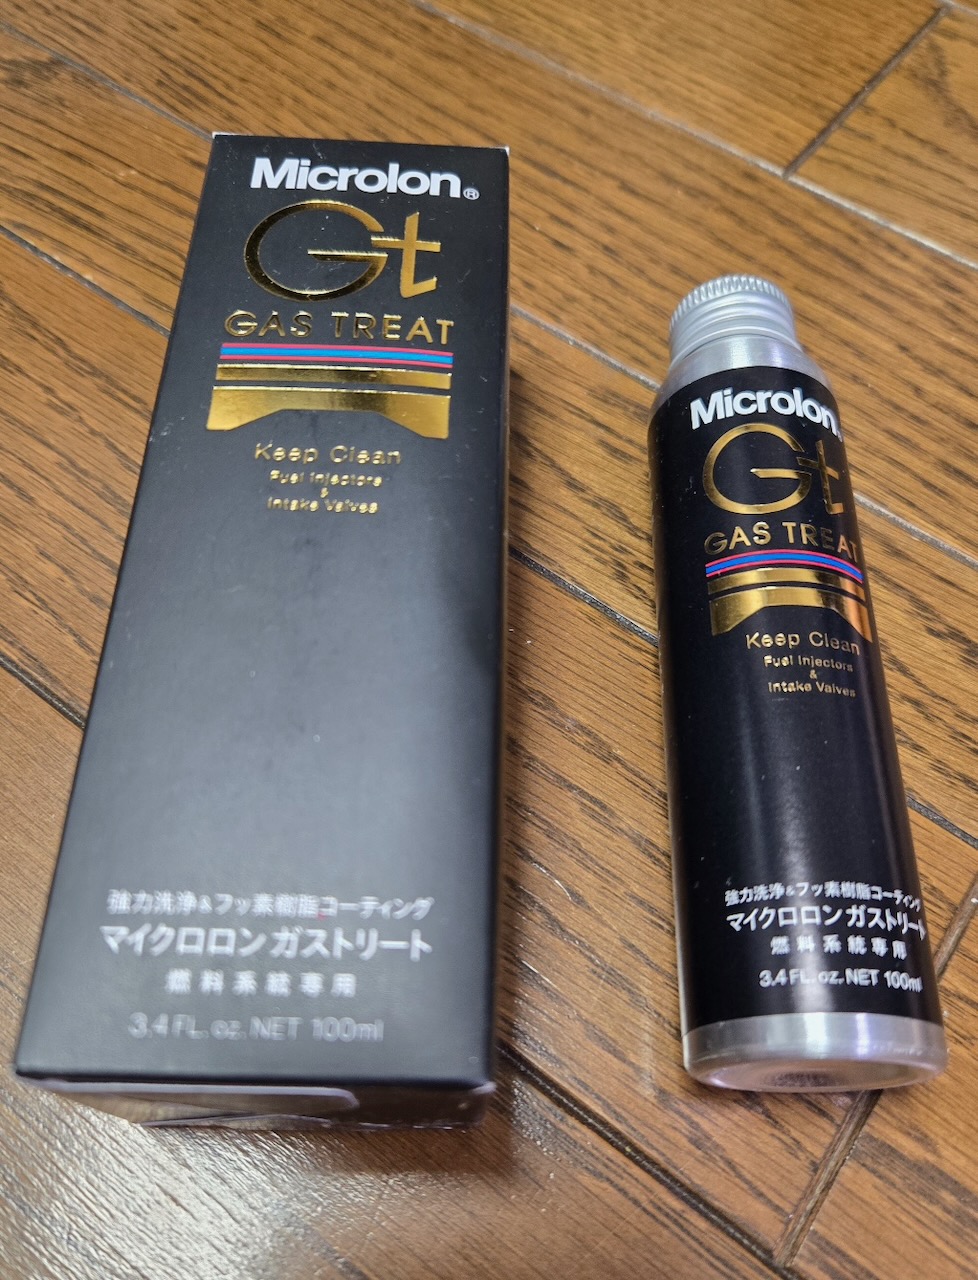 Microlon®
Gt
GAS TREAT
Keep Clean
Fuel Injectors
&
Intake Valves
強力洗浄&フッ素樹脂コーティング
マイクロロン ガストリート
燃料系統専用
3.4 FL. oz. NET 100ml
Microlon
Gt
GAS TREAT
Keep Clean
Fuel Injectors
&
Intake Valves
強力洗浄&フッ素樹脂コーティング
マイクロロン ガストリート
燃料系統専用
3.4 FL. oz. NET 100ml